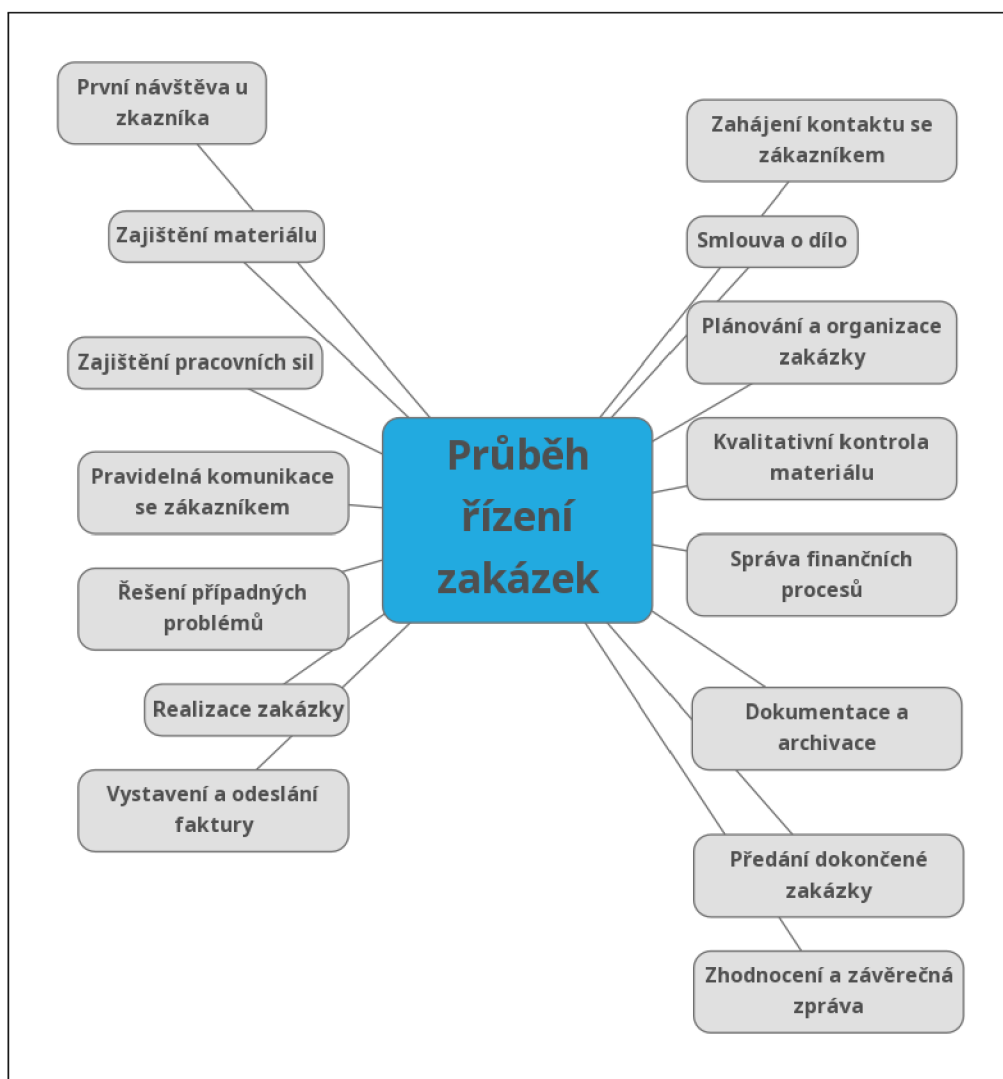 První návštěva u
zkazníka
Zajištění materiálu
Zajištění pracovních sil
Pravidelná komunikace
se zákazníkem
Řešení případných
problémů
Realizace zakázky
Vystavení a odeslání
faktury
Průběh
řízení
zakázek
Zahájení kontaktu se
zákazníkem
Smlouva o dílo
Plánování a organizace
zakázky
Kvalitativní kontrola
materiálu
Správa finančních
procesů
Dokumentace a
archivace
Předání dokončené
zakázky
Zhodnocení a závěrečná
zpráva